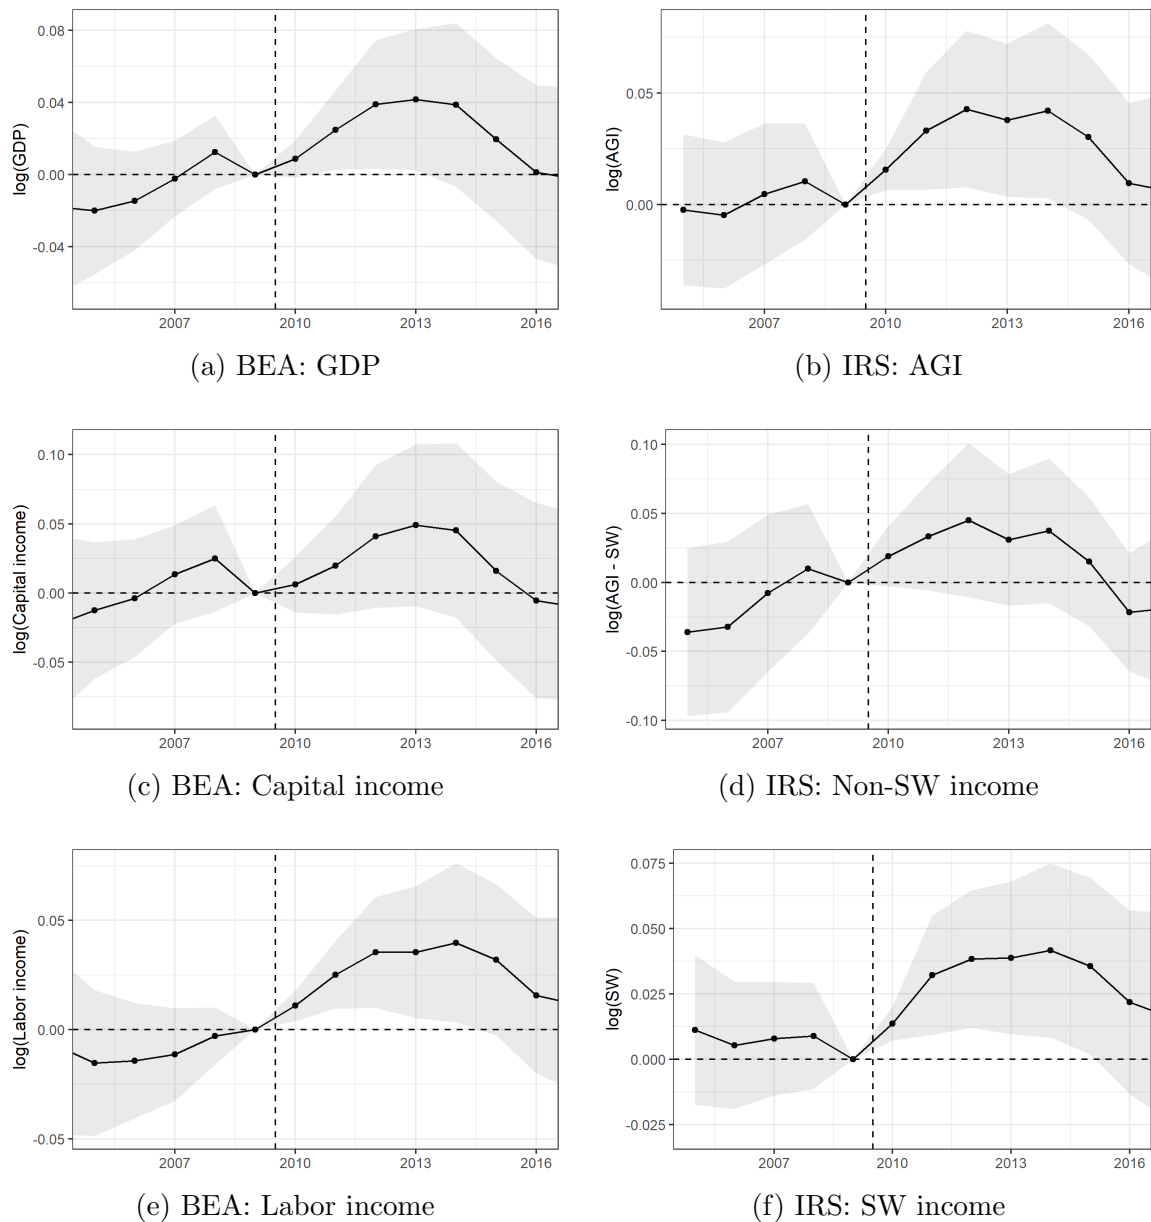 log(GDP)
0.08
0.04
0.00
-0.04
2007 2010 2013 2016
(a) BEA: GDP
log(AGI)
0.05
0.00
2007 2010 2013 2016
(b) IRS: AGI
log(Capital income)
0.10
0.05
0.00
-0.05
2007 2010 2013 2016
(c) BEA: Capital income
log(AGI - SW)
0.10
0.05
0.00
-0.05
-0.10
2007 2010 2013 2016
(d) IRS: Non-SW income
log(Labor income)
0.05
0.00
-0.05
2007 2010 2013 2016
(e) BEA: Labor income
log(SW)
0.075
0.050
0.025
0.000
-0.025
2007 2010 2013 2016
(f) IRS: SW income